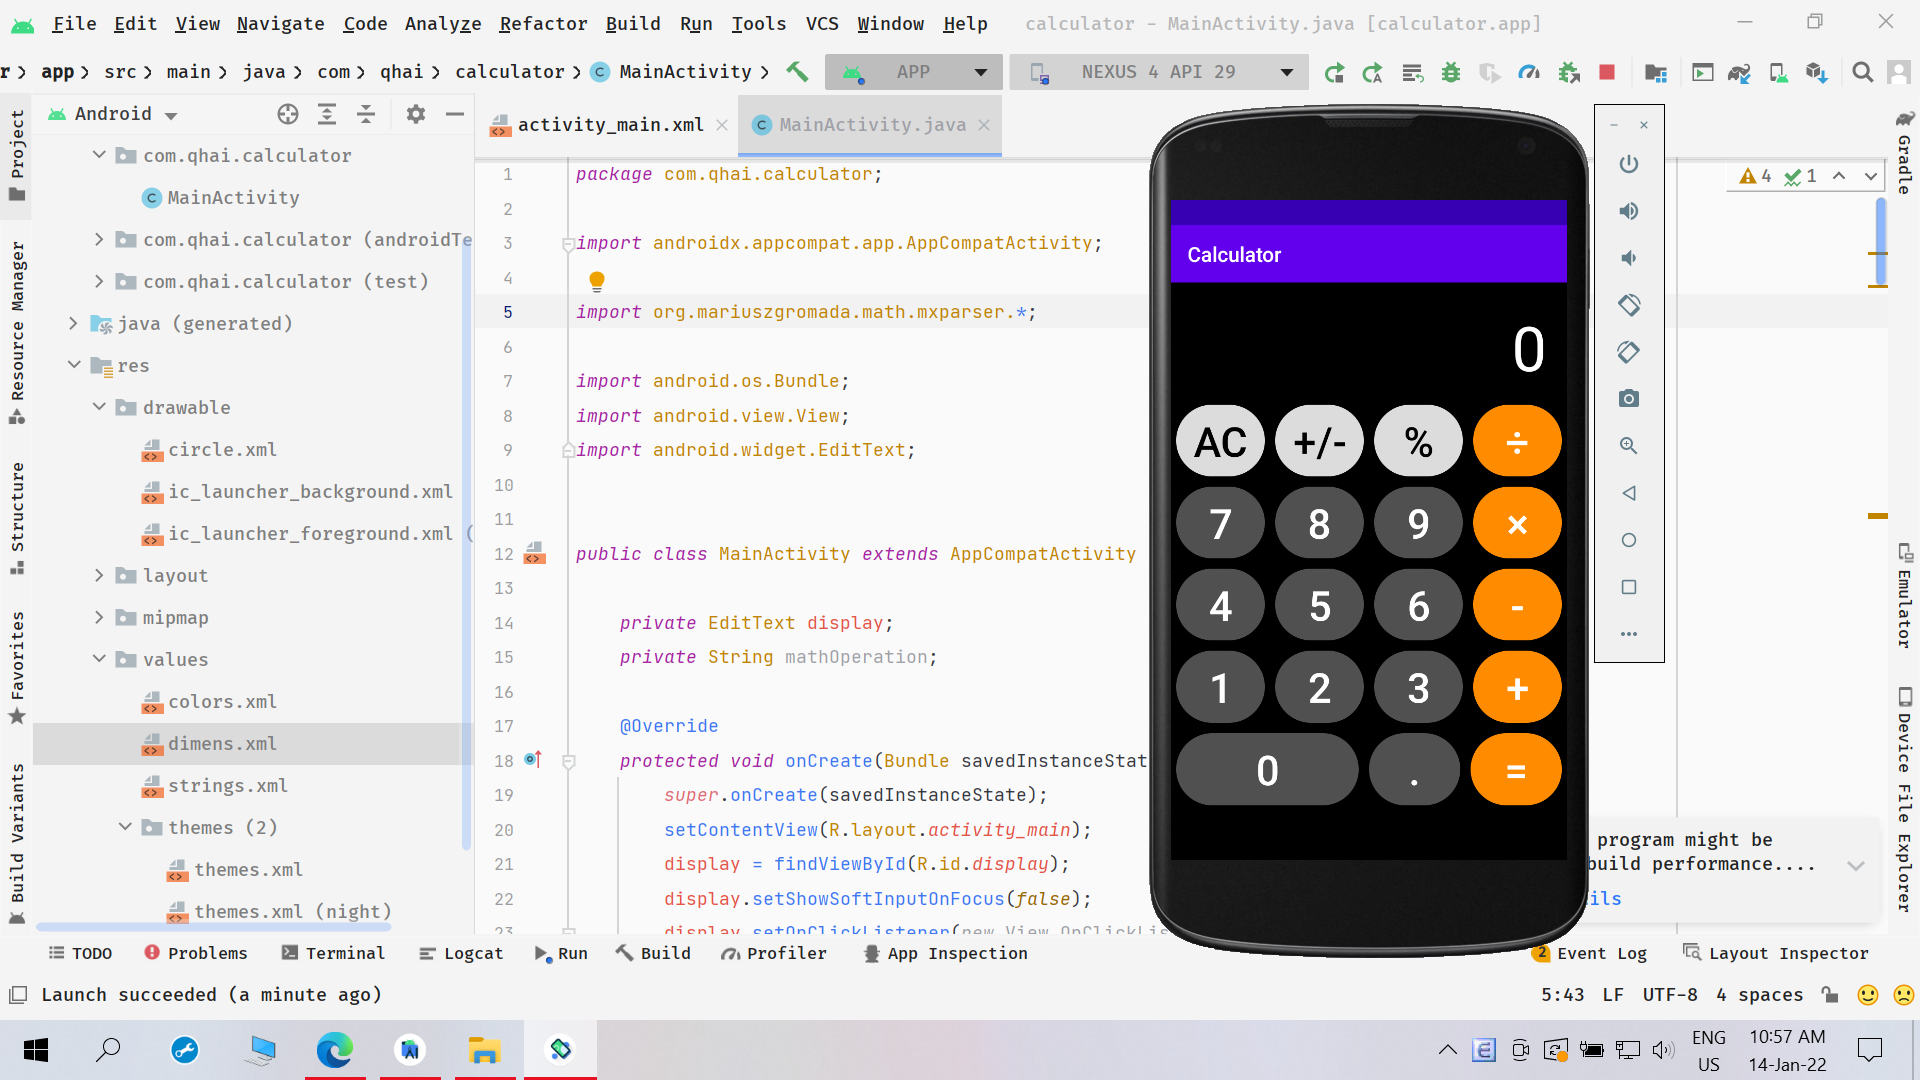 File Edit View Navigate Code Analyze Refactor Build Run Tools VCS Window Help calculator - MainActivity.java [calculator.app]
r app src main java com qhai calculator MainActivity APP NEXUS 4 API 29
Android
activity_main.xml
MainActivity.java
com.qhai.calculator
MainActivity
com.qhai.calculator (androidTe
com.qhai.calculator (test)
java (generated)
res
drawable
circle.xml
ic_launcher_background.xml
ic_launcher_foreground.xml (
layout
mipmap
values
colors.xml
dimens.xml
strings.xml
themes (2)
themes.xml
themes.xml (night)
Project
Resource Manager
Structure
Favorites
Build Variants
1 package com.qhai.calculator;
2
3 import androidx.appcompat.app.AppCompatActivity;
4
5 import org.mariuszgromada.math.mxparser.*;
6
7 import android.os.Bundle;
8 import android.view.View;
9 import android.widget.EditText;
10
11
12 public class MainActivity extends AppCompatActivity
13
14 private EditText display;
15 private String mathOperation;
16
17 @Override
18 protected void onCreate(Bundle savedInstanceStat
19 super.onCreate(savedInstanceState);
20 setContentView(R.layout.activity_main);
21 display = findViewById(R.id.display);
22 display.setShowSoftInputOnFocus(false);
23 display.setOnClickListener(new View.OnClickLis
4 1
Calculator
0
AC +/- % ÷
7 8 9 ×
4 5 6 -
1 2 3 +
0 . =
Gradle
Emulator
Device File Explorer
program might be
build performance....
ils
TODO Problems Terminal Logcat Run Build Profiler App Inspection 2 Event Log Layout Inspector
Launch succeeded (a minute ago) 5:43 LF UTF-8 4 spaces
ENG
US
10:57 AM
14-Jan-22